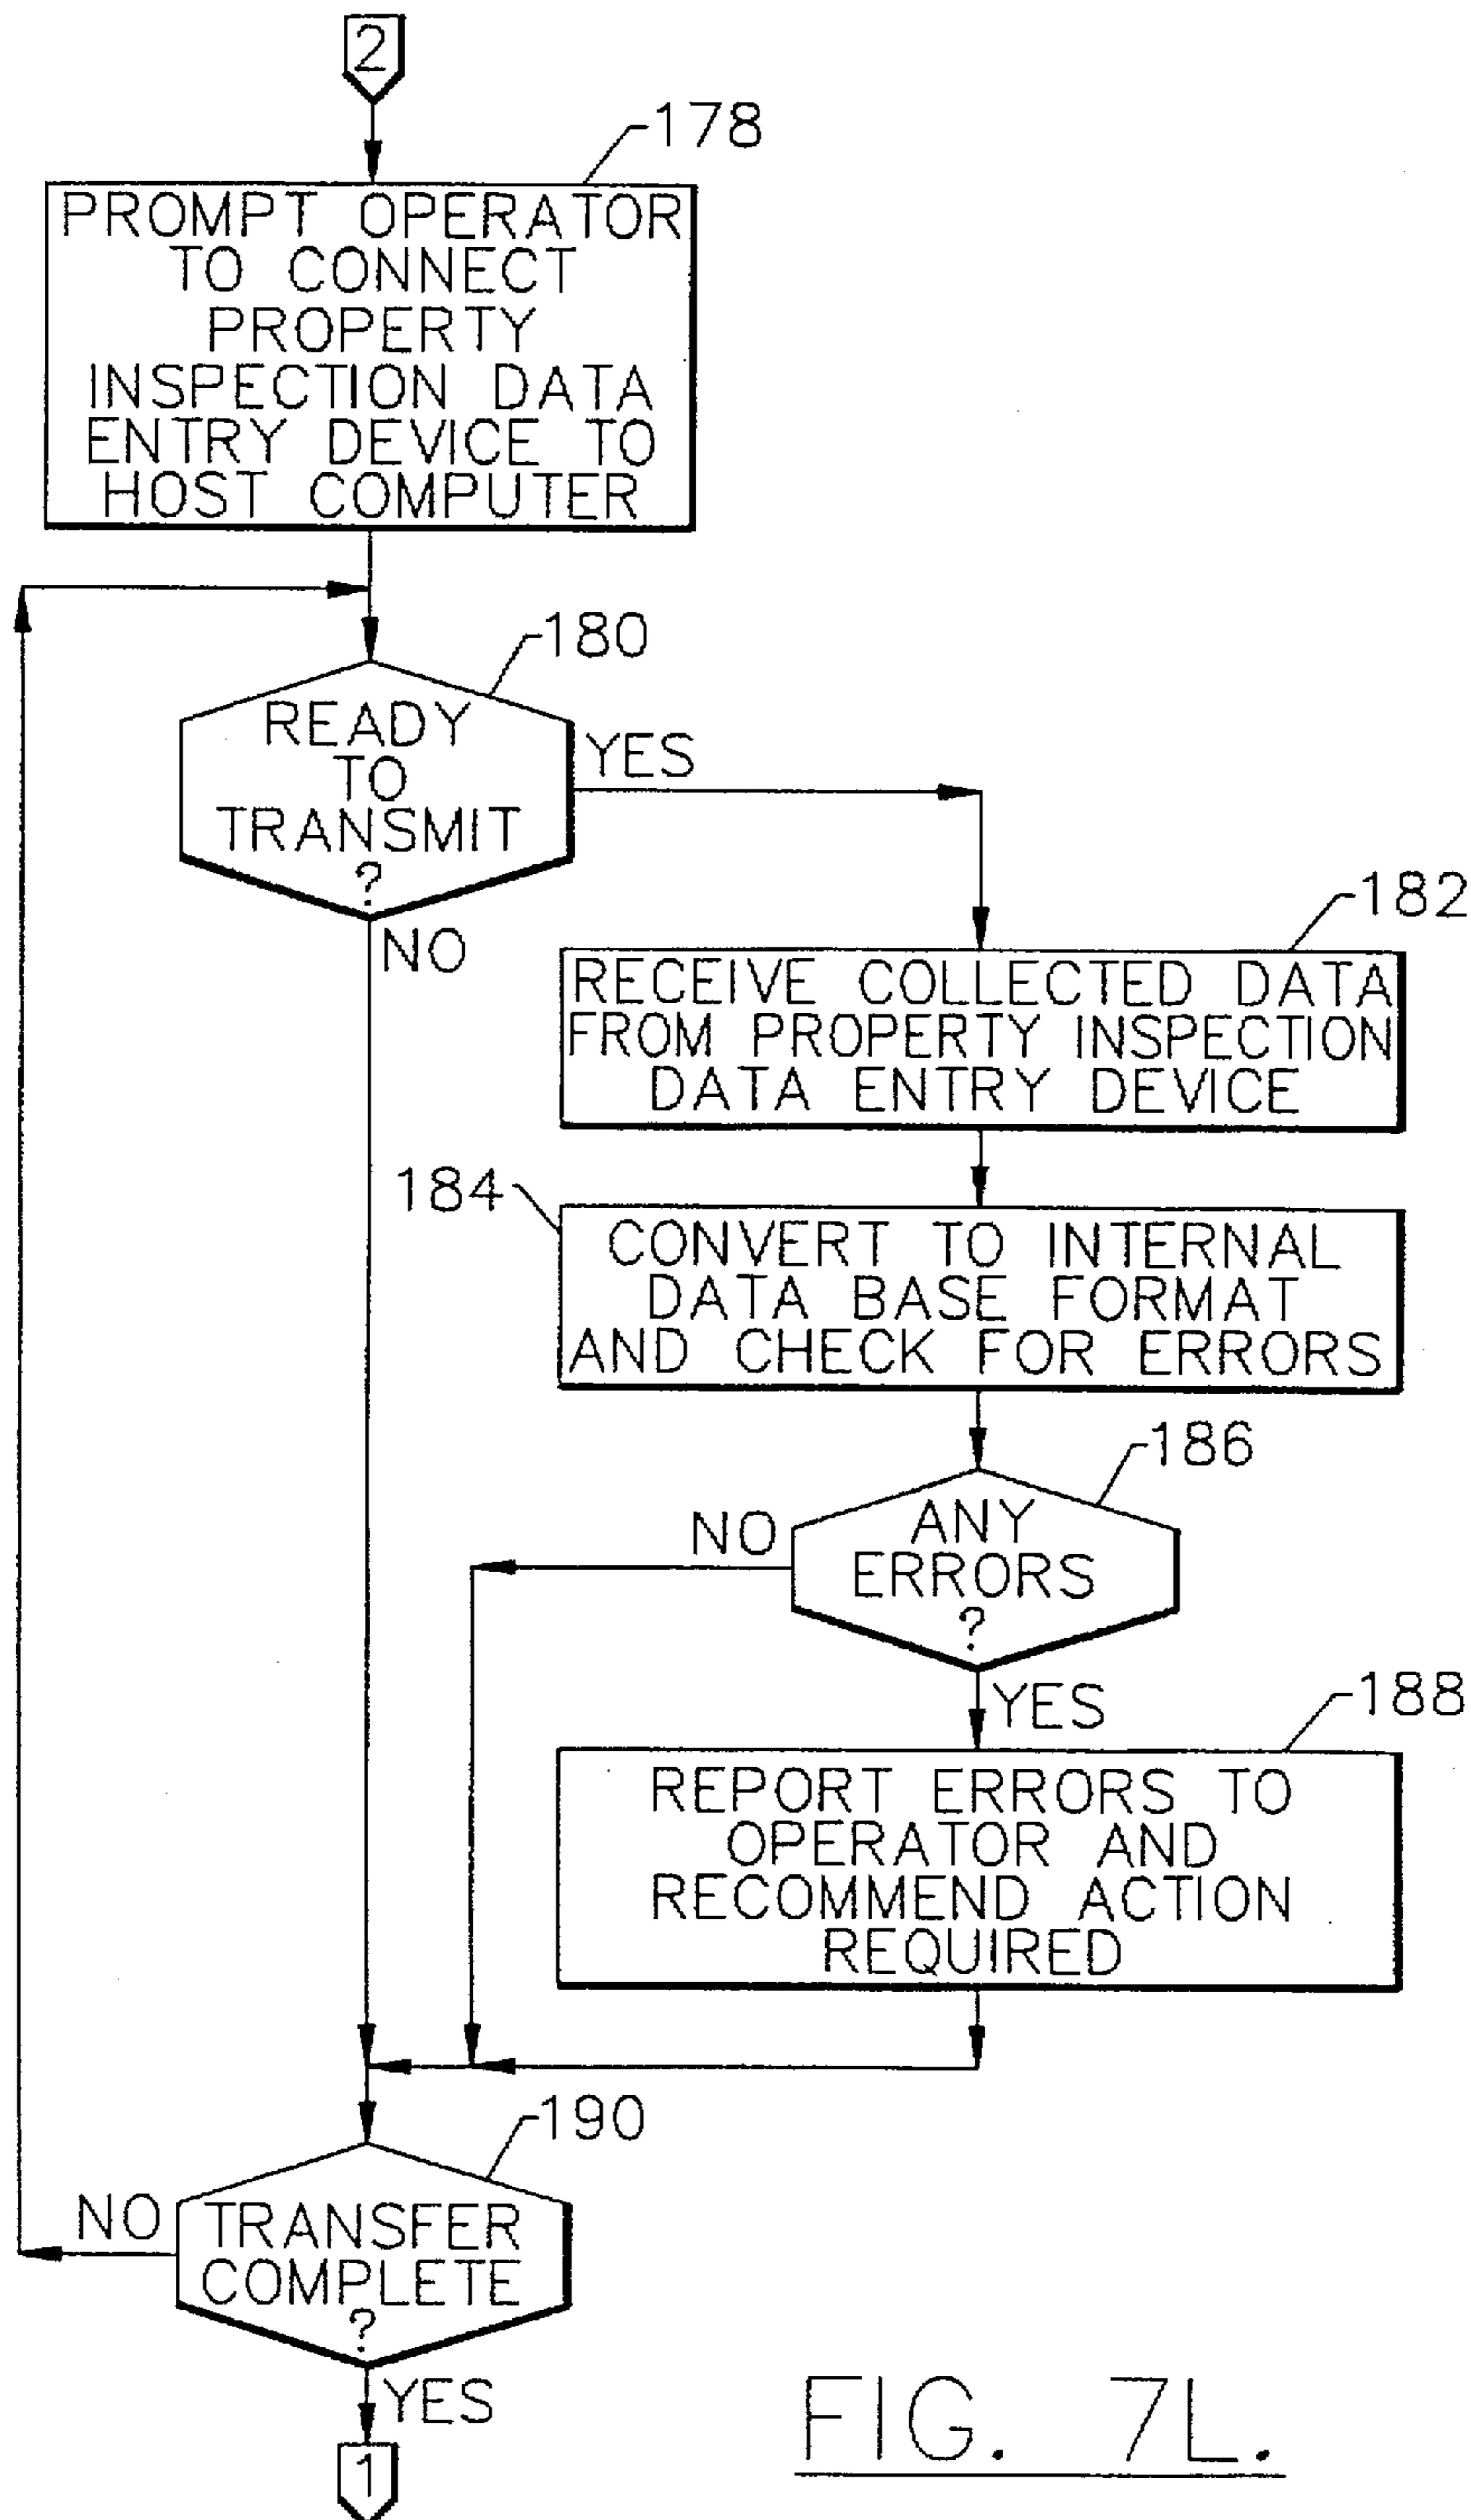 2
178
PROMPT OPERATOR
TO CONNECT
PROPERTY
INSPECTION DATA
ENTRY DEVICE TO
HOST COMPUTER
180
READY
TO
TRANSMIT
?
YES
NO
182
RECEIVE COLLECTED DATA
FROM PROPERTY INSPECTION
DATA ENTRY DEVICE
184
CONVERT TO INTERNAL
DATA BASE FORMAT
AND CHECK FOR ERRORS
186
ANY
ERRORS
?
NO
YES
188
REPORT ERRORS TO
OPERATOR AND
RECOMMEND ACTION
REQUIRED
190
TRANSFER
COMPLETE
?
NO
YES
1
FIG. 7L.